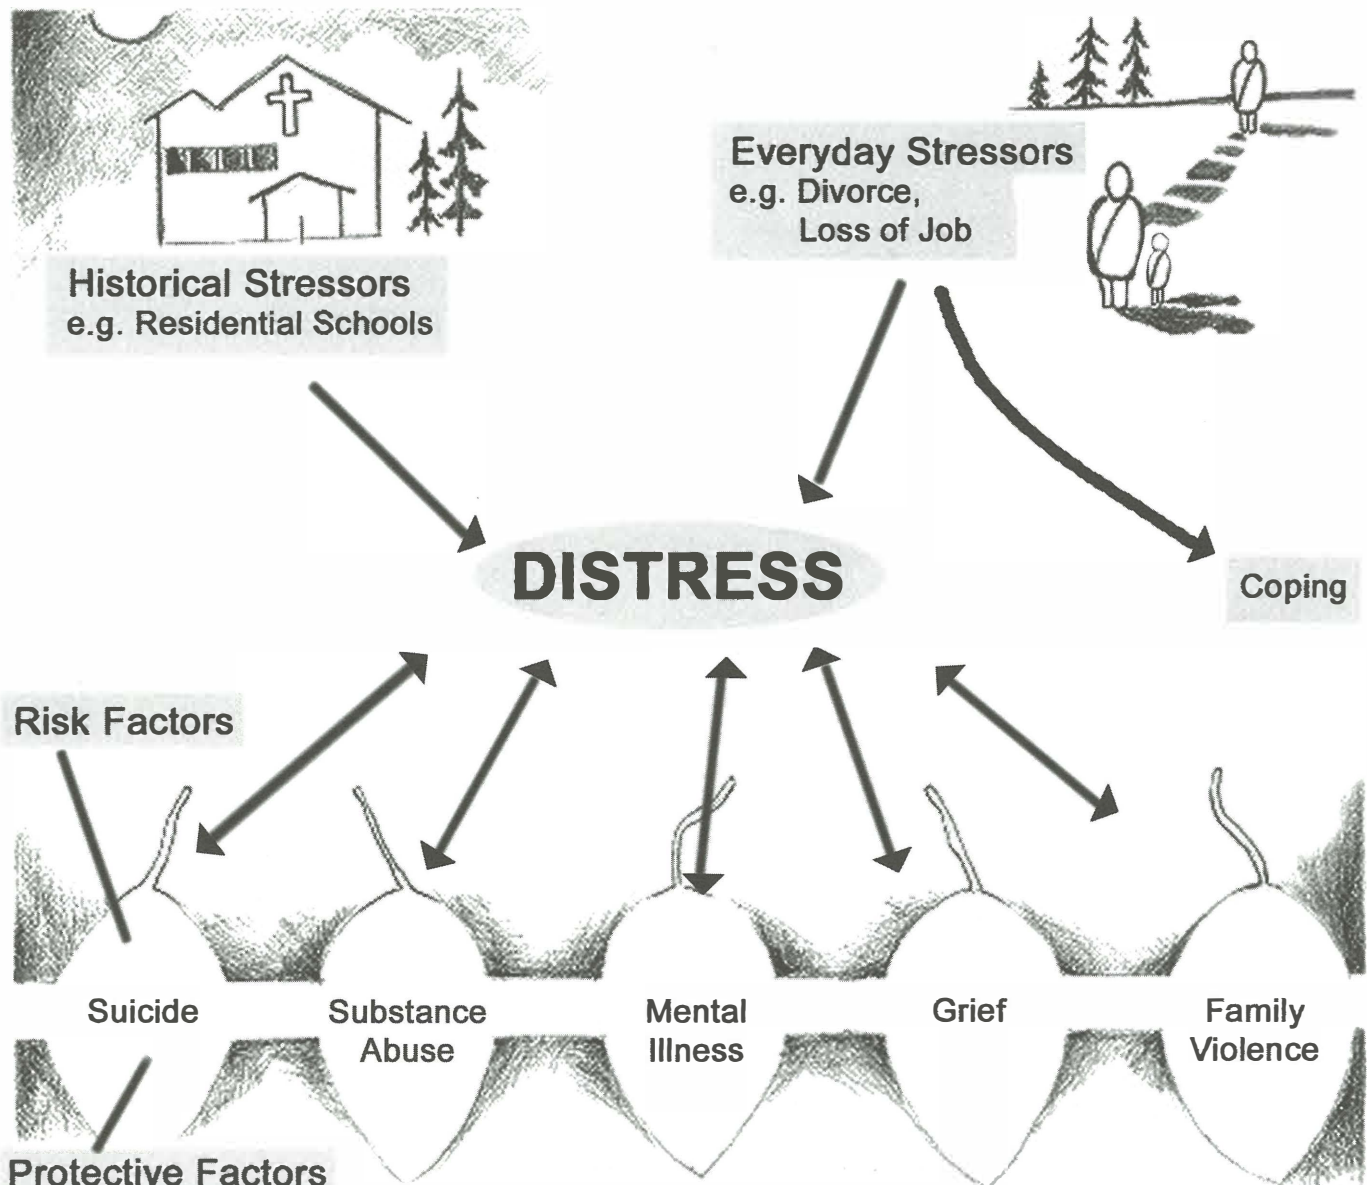 Everyday Stressors
e.g. Divorce,
Loss of Job
Historical Stressors
e.g. Residential Schools
DISTRESS
Coping
Risk Factors
Suicide
Substance
Abuse
Mental
Illness
Grief
Family
Violence
Protective Factors